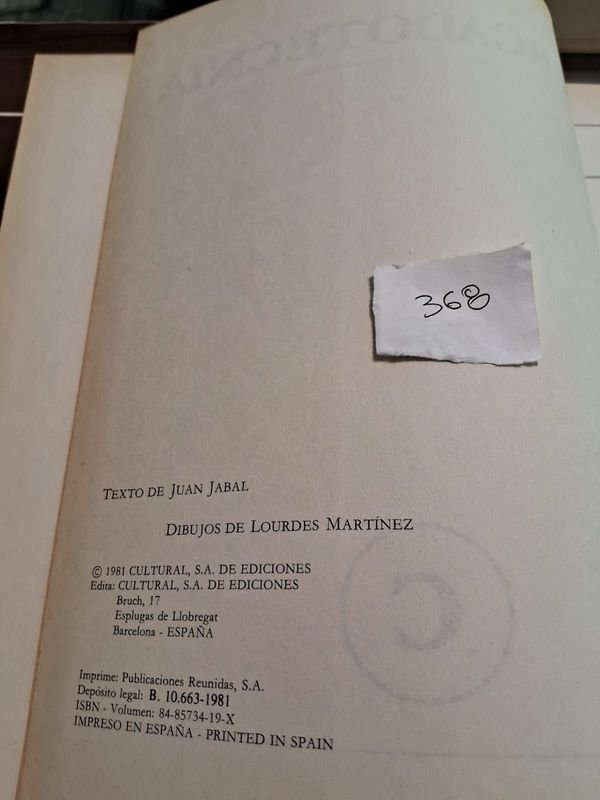 368
TEXTO DE JUAN JABAL
DIBUJOS DE LOURDES MARTÍNEZ
© 1981 CULTURAL, S.A. DE EDICIONES
Edita: CULTURAL, S.A. DE EDICIONES
Bruch, 17
Esplugas de Llobregat
Barcelona - ESPAÑA
Imprime: Publicaciones Reunidas, S.A.
Depósito legal: B. 10.663-1981
ISBN - Volumen: 84-85734-19-X
IMPRESO EN ESPAÑA - PRINTED IN SPAIN